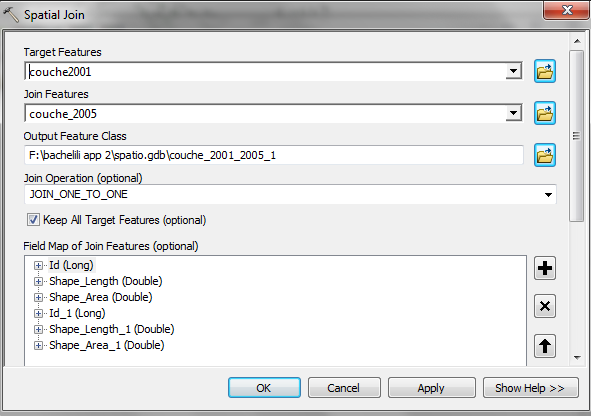 Spatial Join
Target Features
couche2001
Join Features
couche_2005
Output Feature Class
F:\bachelili app 2\spatio.gdb\couche_2001_2005_1
Join Operation (optional)
JOIN_ONE_TO_ONE
Keep All Target Features (optional)
Field Map of Join Features (optional)
Id (Long)
Shape_Length (Double)
Shape_Area (Double)
Id_1 (Long)
Shape_Length_1 (Double)
Shape_Area_1 (Double)
OK Cancel Apply Show Help >>